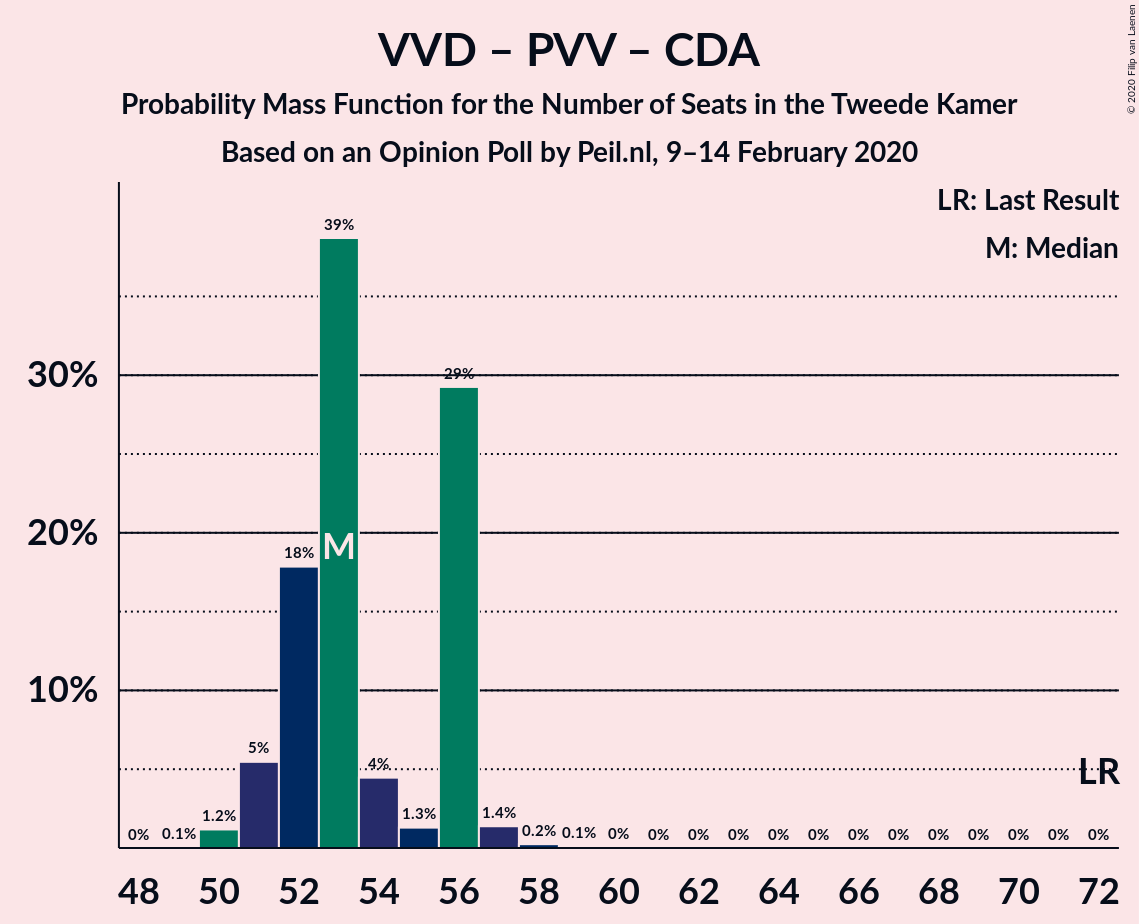 VVD – PVV – CDA
Probability Mass Function for the Number of Seats in the Tweede Kamer
Based on an Opinion Poll by Peil.nl, 9–14 February 2020
© 2020 Filip van Laenen
LR: Last Result
M: Median
39%
30%
29%
20%
18%
M
10%
5%
4%
LR
0% 0.1% 1.2% 1.3% 1.4% 0.2% 0.1% 0% 0% 0% 0% 0% 0% 0% 0% 0% 0% 0% 0% 0%
48 50 52 54 56 58 60 62 64 66 68 70 72